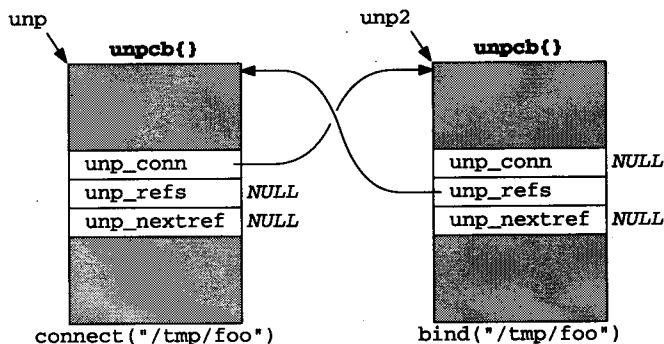 unp
unpcb{}
unp_conn
unp_refs NULL
unp_nextref NULL
connect("/tmp/foo")
unp2
unpcb{}
unp_conn NULL
unp_refs
unp_nextref NULL
bind("/tmp/foo")